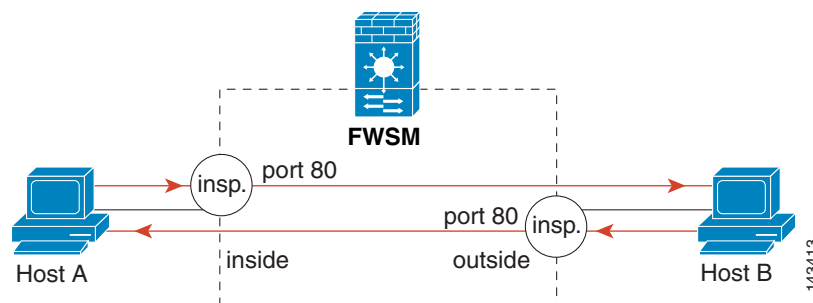 FWSM
insp.
port 80
port 80
insp.
inside
outside
Host A
Host B
143413